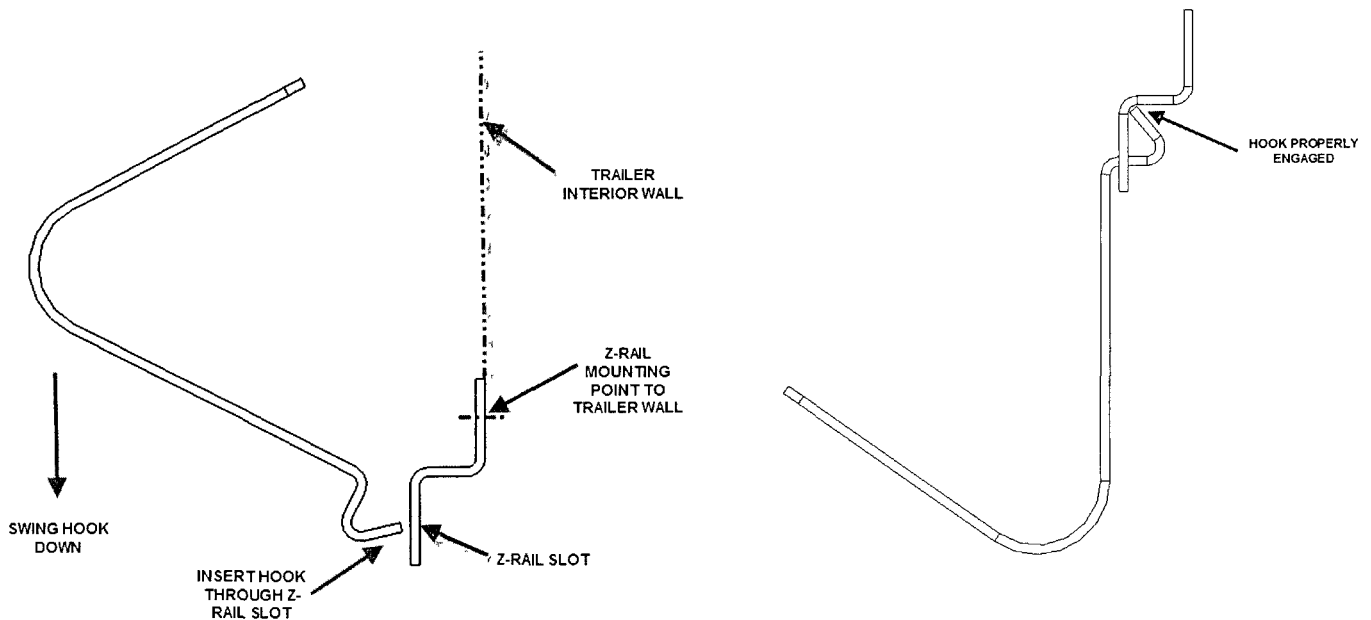 TRAILER
INTERIOR WALL
HOOK PROPERLY
ENGAGED
Z-RAIL
MOUNTING
POINT TO
TRAILER WALL
SWING HOOK
DOWN
Z-RAIL SLOT
INSERT HOOK
THROUGH Z-
RAIL SLOT